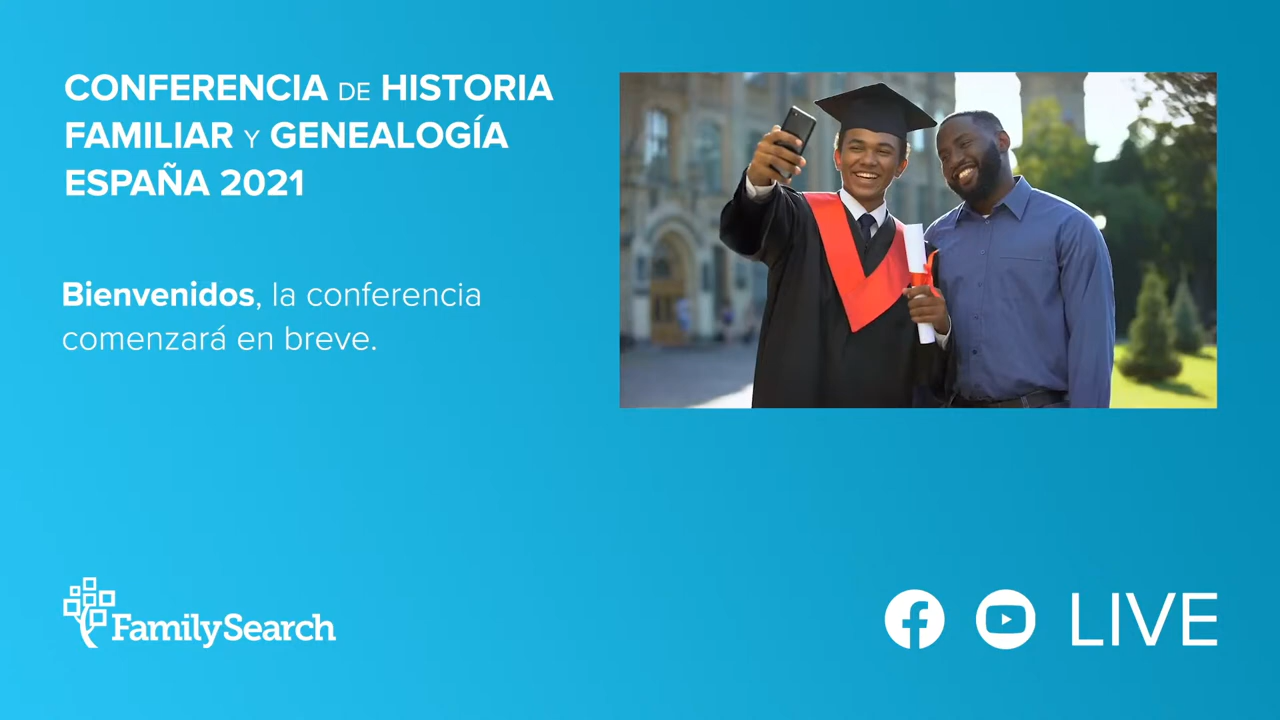 CONFERENCIA DE HISTORIA
FAMILIAR Y GENEALOGÍA
ESPAÑA 2021
Bienvenidos, la conferencia
comenzará en breve.
FamilySearch
LIVE